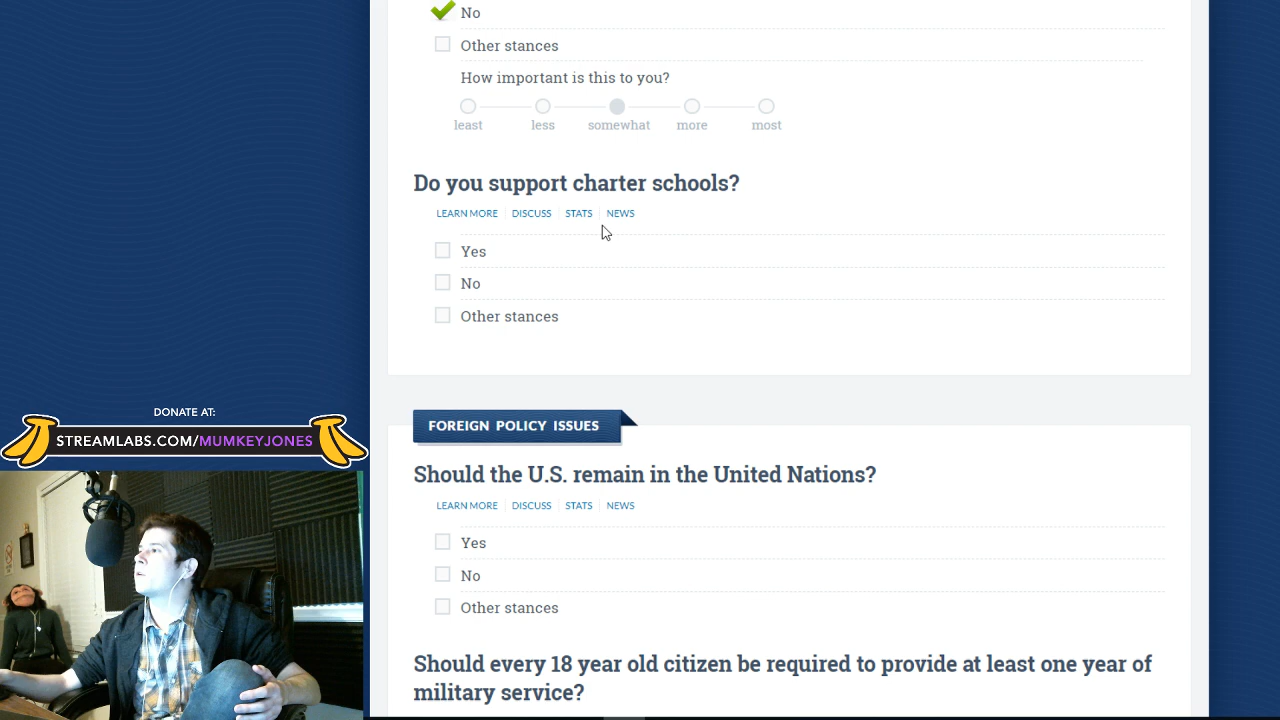 No
Other stances
How important is this to you?
least less somewhat more most
Do you support charter schools?
LEARN MORE DISCUSS STATS NEWS
Yes
No
Other stances
FOREIGN POLICY ISSUES
Should the U.S. remain in the United Nations?
LEARN MORE DISCUSS STATS NEWS
Yes
No
Other stances
Should every 18 year old citizen be required to provide at least one year of
military service?
DONATE AT:
STREAMLABS.COM/MUMKEYJONES